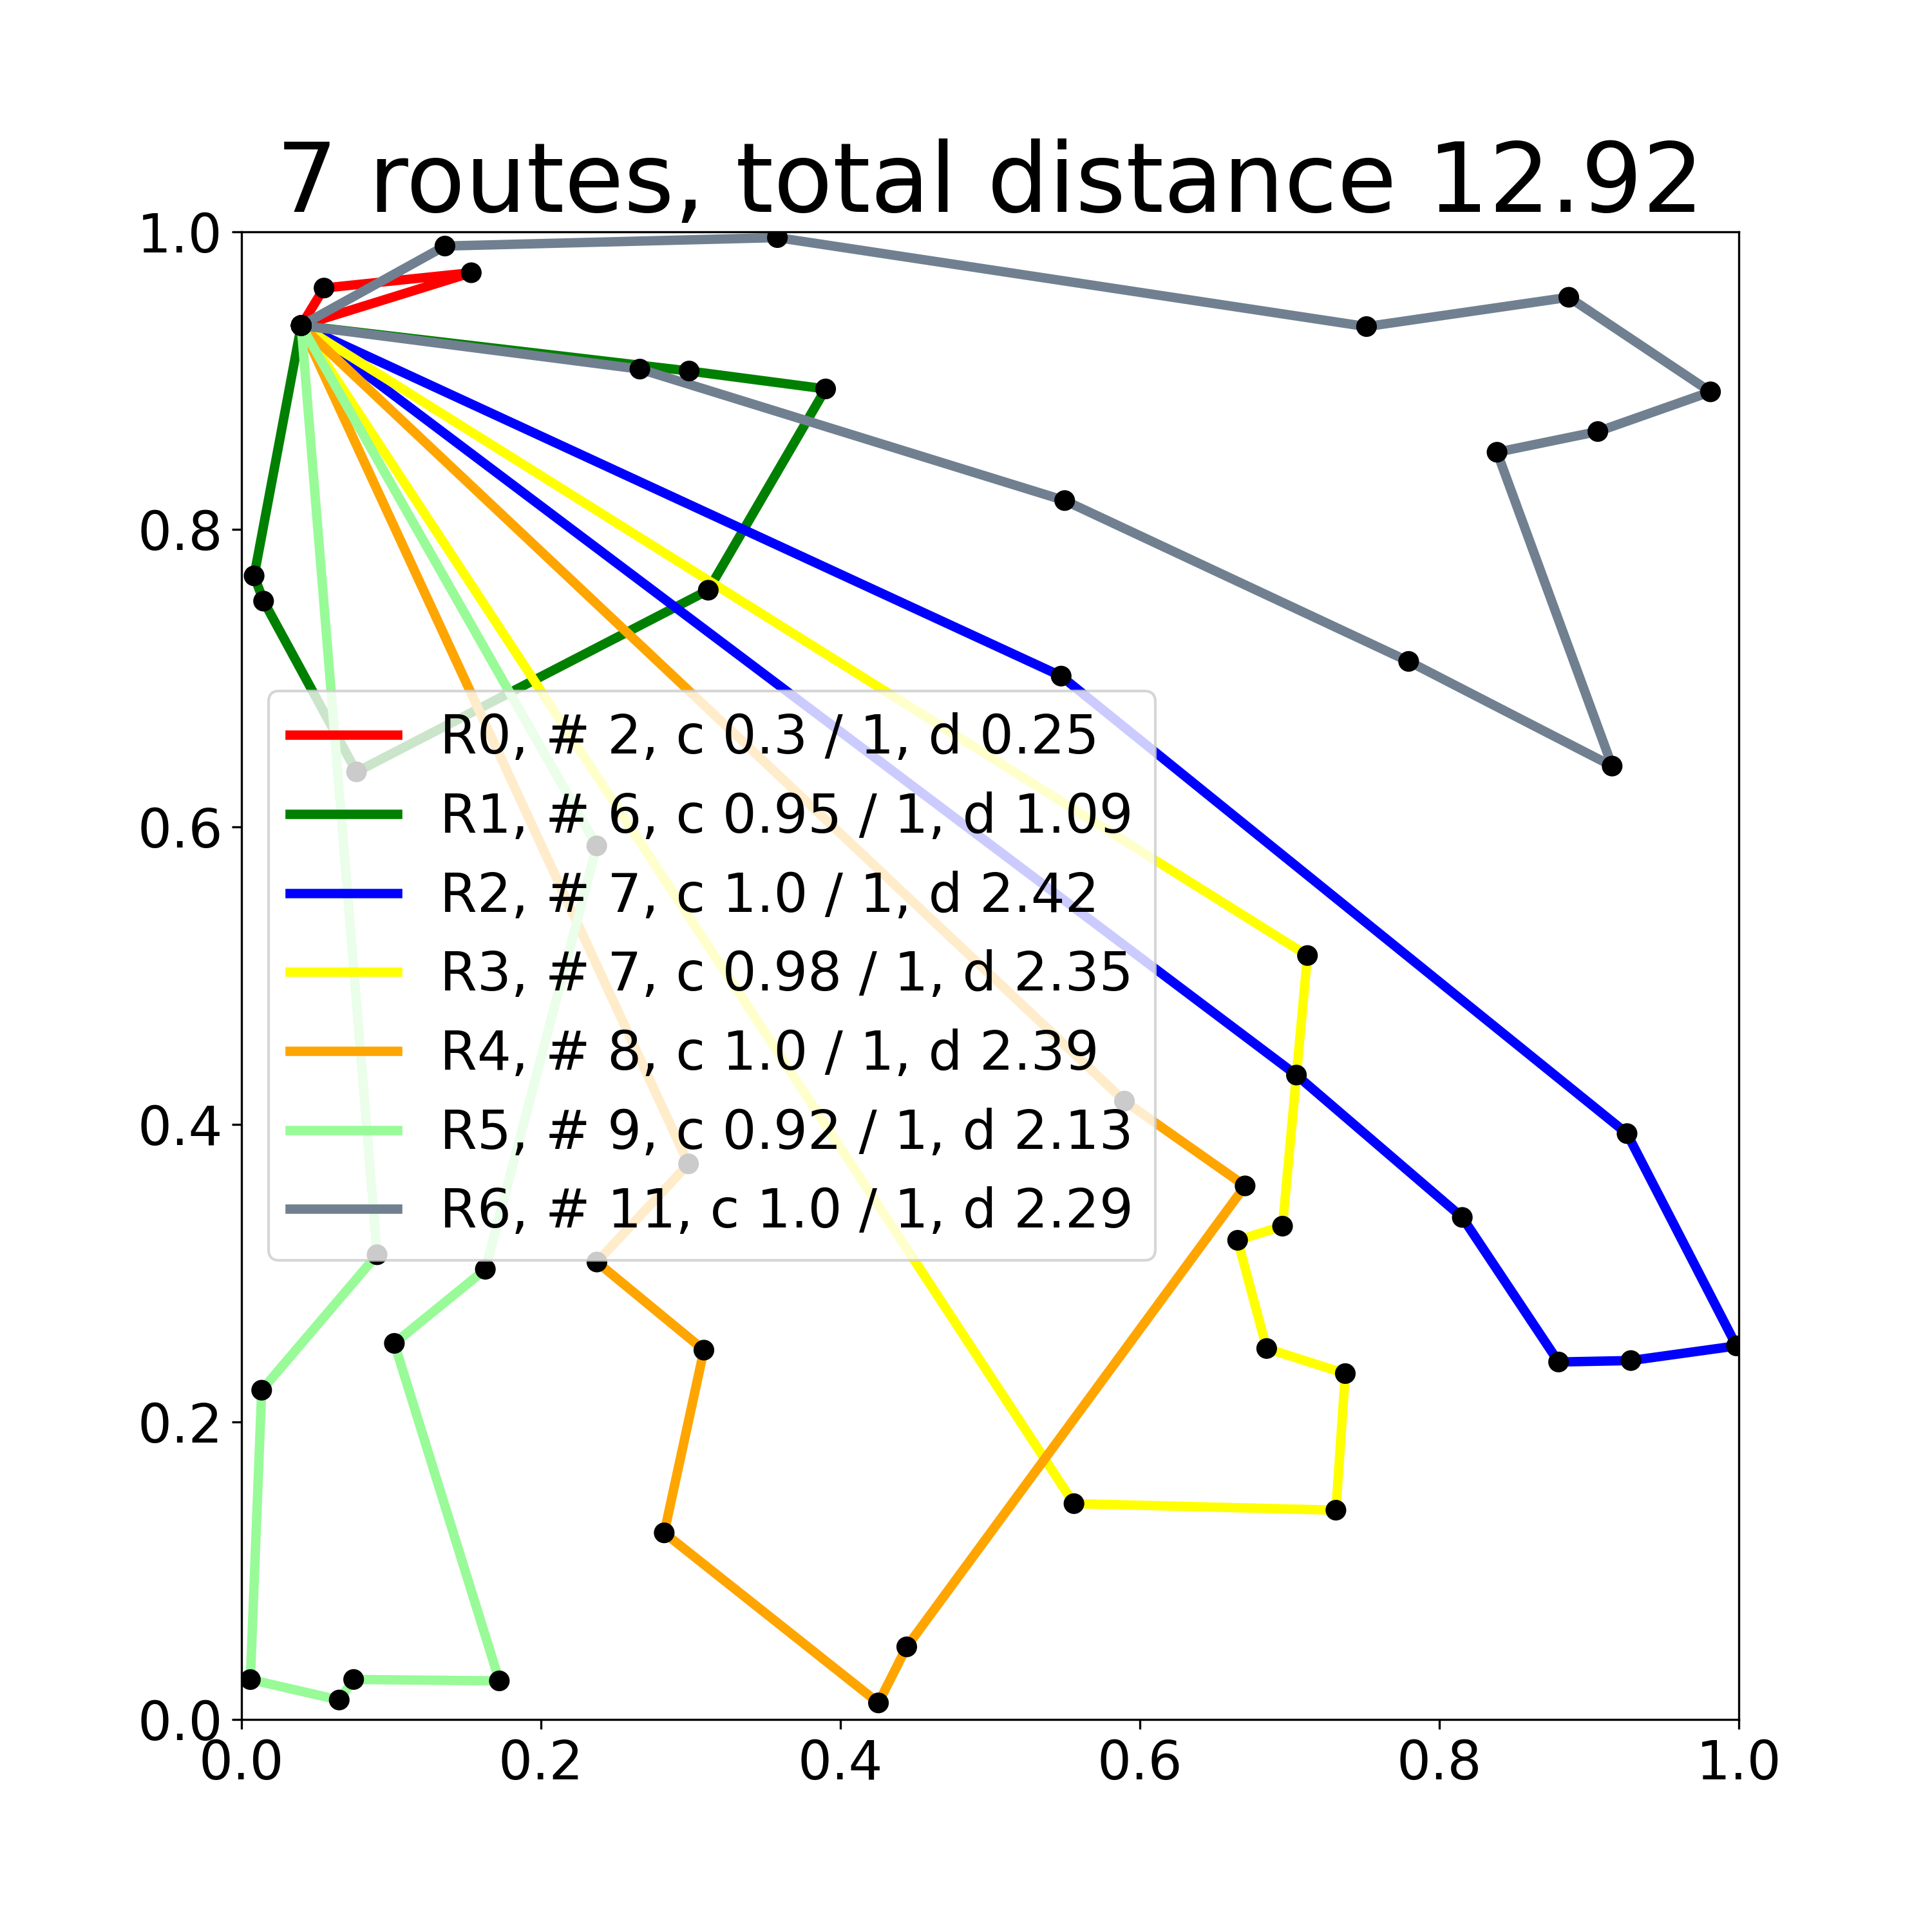 7 routes, total distance 12.92
1.0
0.8
0.6
0.4
0.2
0.0
R0, # 2, c 0.3 / 1, d 0.25
R1, # 6, c 0.95 / 1, d 1.09
R2, # 7, c 1.0 / 1, d 2.42
R3, # 7, c 0.98 / 1, d 2.35
R4, # 8, c 1.0 / 1, d 2.39
R5, # 9, c 0.92 / 1, d 2.13
R6, # 11, c 1.0 / 1, d 2.29
0.0 0.2 0.4 0.6 0.8 1.0